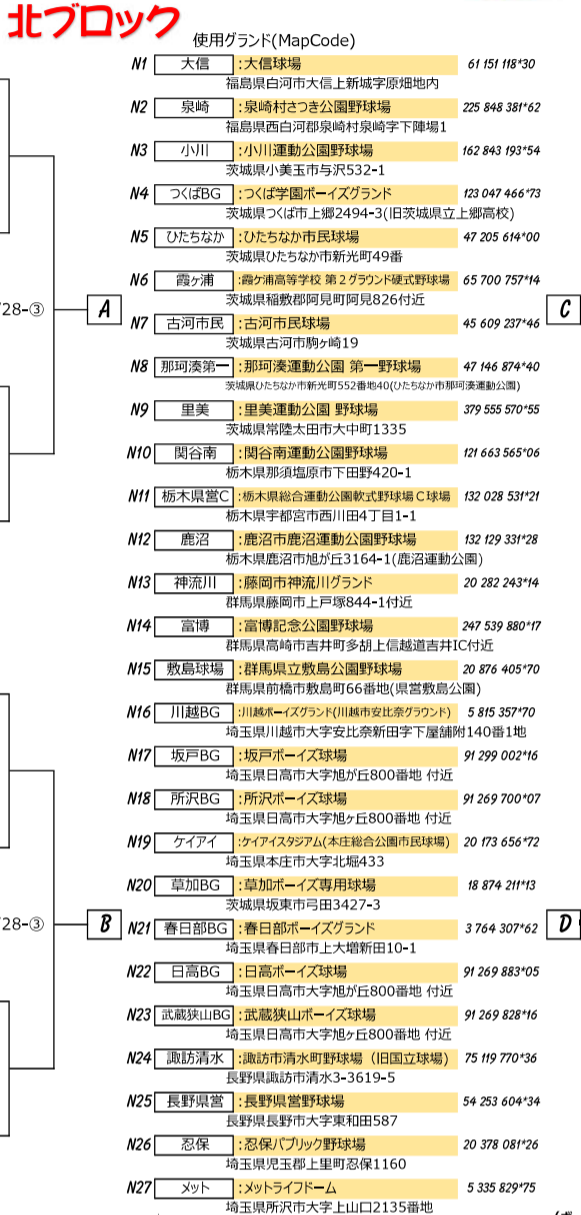 北ブロック
使用グランド(MapCode)
N1 大信 :大信球場 61 151 118*30
福島県白河市大信上新城字原畑地内
N2 泉崎 :泉崎村さつき公園野球場 225 848 381*62
福島県西白河郡泉崎村泉崎字下陣場1
N3 小川 :小川運動公園野球場 162 843 193*54
茨城県小美玉市与沢532-1
N4 つくばBG :つくば学園ボーイズグランド 123 047 466*73
茨城県つくば市上郷2494-3(旧茨城県立上郷高校)
N5 ひたちなか :ひたちなか市民球場 47 205 614*00
茨城県ひたちなか市新光町49番
N6 霞ヶ浦 :霞ケ浦高等学校 第2グラウンド硬式野球場 65 700 757*14
茨城県稲敷郡阿見町阿見826付近
/28-③ A C
N7 古河市民 :古河市民球場 45 609 237*46
茨城県古河市駒ヶ崎19
N8 那珂湊第一 :那珂湊運動公園 第一野球場 47 146 874*40
茨城県ひたちなか市新光町552番地40(ひたちなか市那珂湊運動公園)
N9 里美 :里美運動公園 野球場 379 555 570*55
茨城県常陸太田市大中町1335
N10 関谷南 :関谷南運動公園野球場 121 663 565*06
栃木県那須塩原市下田野420-1
N11 栃木県営C :栃木県総合運動公園軟式野球場C球場 132 028 531*21
栃木県宇都宮市西川田4丁目1-1
N12 鹿沼 :鹿沼市鹿沼運動公園野球場 132 129 331*28
栃木県鹿沼市旭が丘3164-1(鹿沼運動公園)
N13 神流川 :藤岡市神流川グランド 20 282 243*14
群馬県藤岡市上戸塚844-1付近
N14 富博 :富博記念公園野球場 247 539 880*17
群馬県高崎市吉井町多胡上信越道吉井IC付近
N15 敷島球場 :群馬県立敷島公園野球場 20 876 405*70
群馬県前橋市敷島町66番地(県営敷島公園)
N16 川越BG :川越ボーイズグランド(川越市安比奈グラウンド) 5 815 357*70
埼玉県川越市大字安比奈新田字下屋舗附140番1地
N17 坂戸BG :坂戸ボーイズ球場 91 299 002*16
埼玉県日高市大字旭が丘800番地 付近
N18 所沢BG :所沢ボーイズ球場 91 269 700*07
埼玉県日高市大字旭ヶ丘800番地 付近
N19 ケイアイ :ケイアイスタジアム(本庄総合公園市民球場) 20 173 656*72
埼玉県本庄市大字北堀433
N20 草加BG :草加ボーイズ専用球場 18 874 211*13
茨城県坂東市弓田3427-3
/28-③ B D
N21 春日部BG :春日部ボーイズグランド 3 764 307*62
埼玉県春日部市上大増新田10-1
N22 日高BG :日高ボーイズ球場 91 269 883*05
埼玉県日高市大字旭が丘800番地 付近
N23 武蔵狭山BG :武蔵狭山ボーイズ球場 91 269 828*16
埼玉県日高市大字旭ヶ丘800番地 付近
N24 諏訪清水 :諏訪市清水町野球場(旧国立球場) 75 119 770*36
長野県諏訪市清水3-3619-5
N25 長野県営 :長野県営野球場 54 253 604*34
長野県長野市大字東和田587
N26 忍保 :忍保パブリック野球場 20 378 081*26
埼玉県児玉郡上里町忍保1160
N27 メット :メットライフドーム 5 335 829*75
埼玉県所沢市大字上山口2135番地